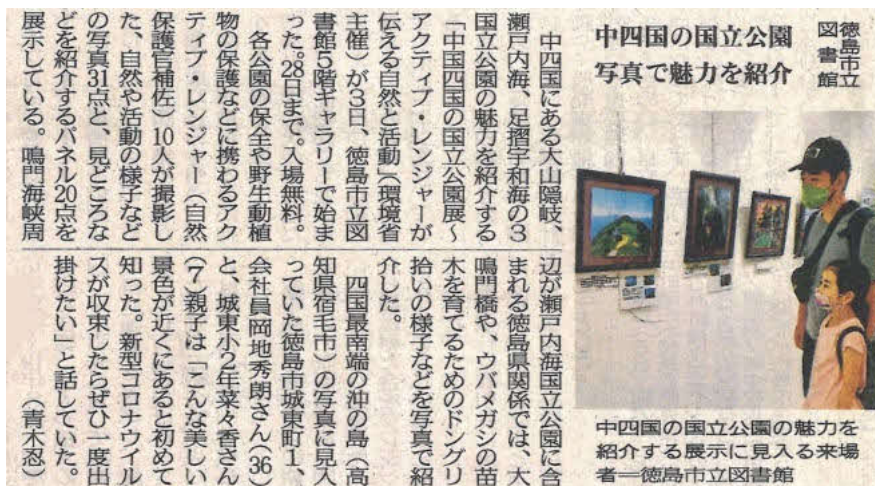 徳島市立
図書館
中四国の国立公園
写真で魅力を紹介
中四国にある大山隠岐、
瀬戸内海、足摺宇和海の3
国立公園の魅力を紹介する
「中国四国の国立公園展~
アクティブ・レンジャーが
伝える自然と活動」(環境省
主催)が3日、徳島市立図
書館5階ギャラリーで始ま
った。28日まで。入場無料。
各公園の保全や野生動植
物の保護などに携わるアク
ティブ・レンジャー(自然
保護官補佐)10人が撮影し
た、自然や活動の様子など
の写真31点と、見どころな
どを紹介するパネル20点を
展示している。鳴門海峡周
辺が瀬戸内海国立公園に含
まれる徳島県関係では、大
鳴門橋や、ウバメガシの苗
木を育てるためのドングリ
拾いの様子などを写真で紹
介した。
四国最南端の沖の島(高
知県宿毛市)の写真に見入
っていた徳島市城東町1、
会社員岡地秀朗さん(36)
と、城東小2年菜々香さん
(7)親子は「こんな美しい
景色が近くにあると初めて
知った。新型コロナウイル
スが収束したらぜひ一度出
掛けたい」と話していた。
(青木忍)
中四国の国立公園の魅力を
紹介する展示に見入る来場
者―徳島市立図書館